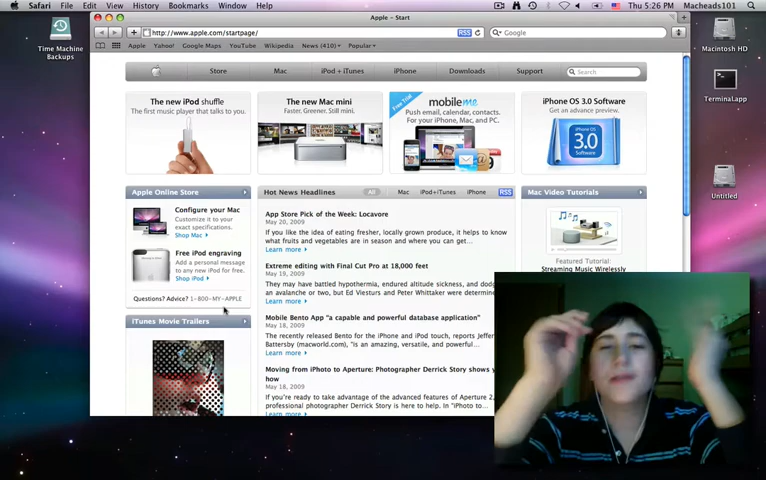 Safari File Edit View History Bookmarks Window Help Thu 5:26 PM Macheads101
Apple – Start
http://www.apple.com/startpage/ RSS Google
Apple Yahoo! Google Maps YouTube Wikipedia News (410) Popular
Time Machine
Backups
Macintosh HD
Terminal.app
Untitled
Store Mac iPod + iTunes iPhone Downloads Support Search
The new iPod shuffle
The first music player that talks to you.
The new Mac mini
Faster. Greener. Still mini.
Free Trial
mobileme
Push email, calendar, contacts.
For your iPhone, Mac, and PC.
iPhone OS 3.0 Software
Get an advance preview.
3.0
Apple Online Store
Configure your Mac
Customize it to your
exact specifications.
Shop Mac
Free iPod engraving
Add a personal message
to any new iPod for free.
Shop iPod
Questions? Advice? 1-800-MY-APPLE
iTunes Movie Trailers
Hot News Headlines All Mac iPod+iTunes iPhone RSS
App Store Pick of the Week: Locavore
May 20, 2009
If you like the idea of eating fresher, locally grown produce, it helps to know
what fruits and vegetables are in season and where you can get...
Learn more
Extreme editing with Final Cut Pro at 18,000 feet
May 19, 2009
They may have battled hypothermia, endured altitude sickness, and dodged
an avalanche or two, but Ed Viesturs and Peter Whittaker were determine
Learn more
Mobile Bento App "a capable and powerful database application"
May 18, 2009
The recently released Bento for the iPhone and iPod touch, reports Jeffe
Battersby (macworld.com), "is an amazing, versatile, and powerful...
Learn more
Moving from iPhoto to Aperture: Photographer Derrick Story shows y
how
May 18, 2009
If you're ready to take advantage of the advanced features of Aperture 2,
professional photographer Derrick Story is here to help. In "iPhoto to
Mac Video Tutorials
Featured Tutorial:
Streaming Music Wirelessly